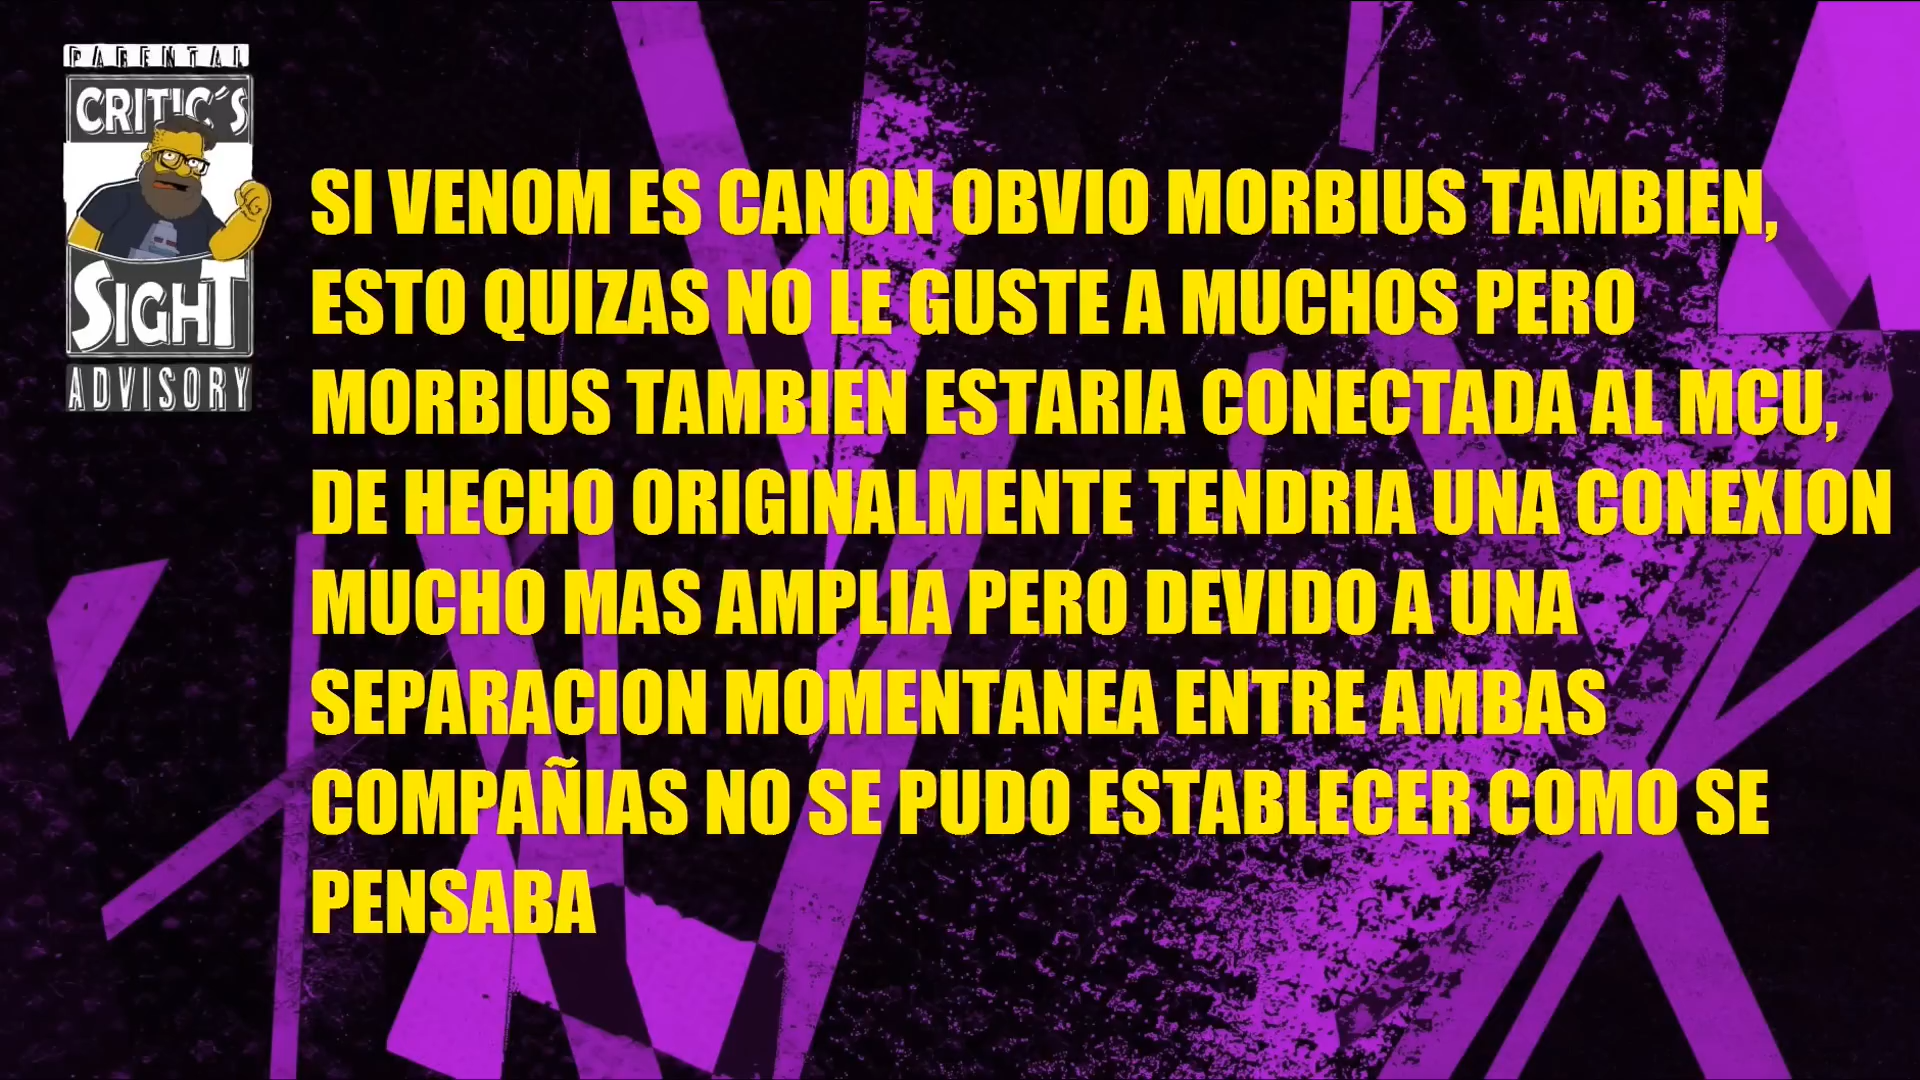 PARENTAL
CRITIC´S
SIGHT
ADVISORY
SI VENOM ES CANON OBVIO MORBIUS TAMBIEN,
ESTO QUIZAS NO LE GUSTE A MUCHOS PERO
MORBIUS TAMBIEN ESTARIA CONECTADA AL MCU,
DE HECHO ORIGINALMENTE TENDRIA UNA CONEXION
MUCHO MAS AMPLIA PERO DEVIDO A UNA
SEPARACION MOMENTANEA ENTRE AMBAS
COMPAÑIAS NO SE PUDO ESTABLECER COMO SE
PENSABA